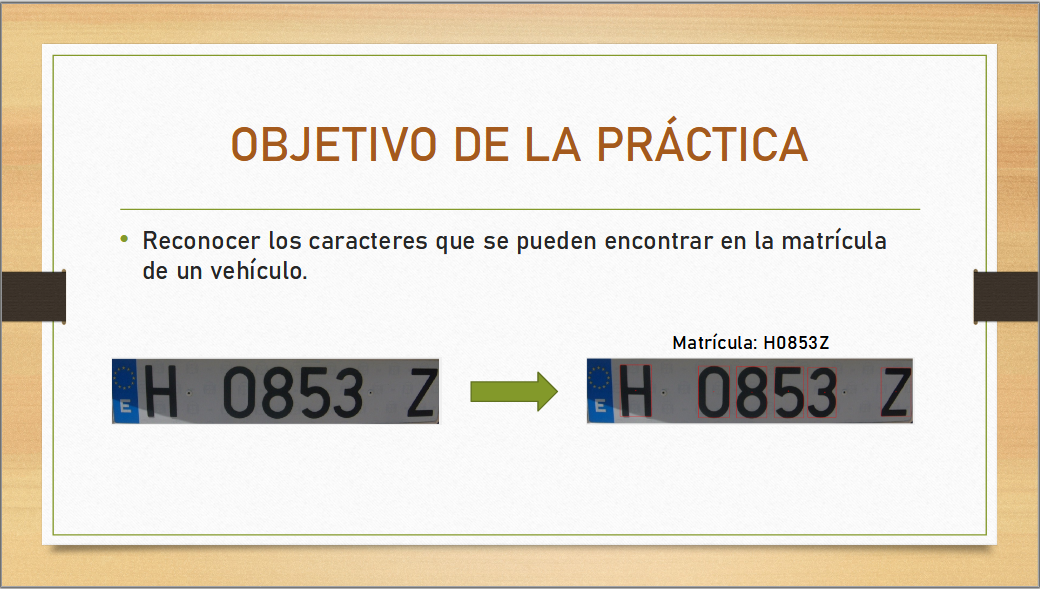 OBJETIVO DE LA PRÁCTICA
• Reconocer los caracteres que se pueden encontrar en la matrícula
de un vehículo.
Matrícula: H0853Z
E H 0853 Z
E H 0853 Z